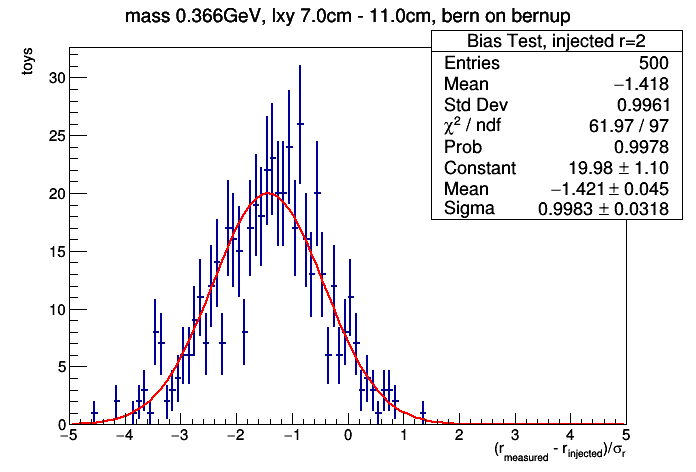 mass 0.366GeV, lxy 7.0cm - 11.0cm, bern on bernup
Bias Test, injected r=2
Entries 500
Mean −1.418
Std Dev 0.9961
χ² / ndf 61.97 / 97
Prob 0.9978
Constant 19.98 ± 1.10
Mean −1.421 ± 0.045
Sigma 0.9983 ± 0.0318
toys
30
25
20
15
10
5
0
−5 −4 −3 −2 −1 0 1 2 3 4 5
(r_measured - r_injected)/σ_r